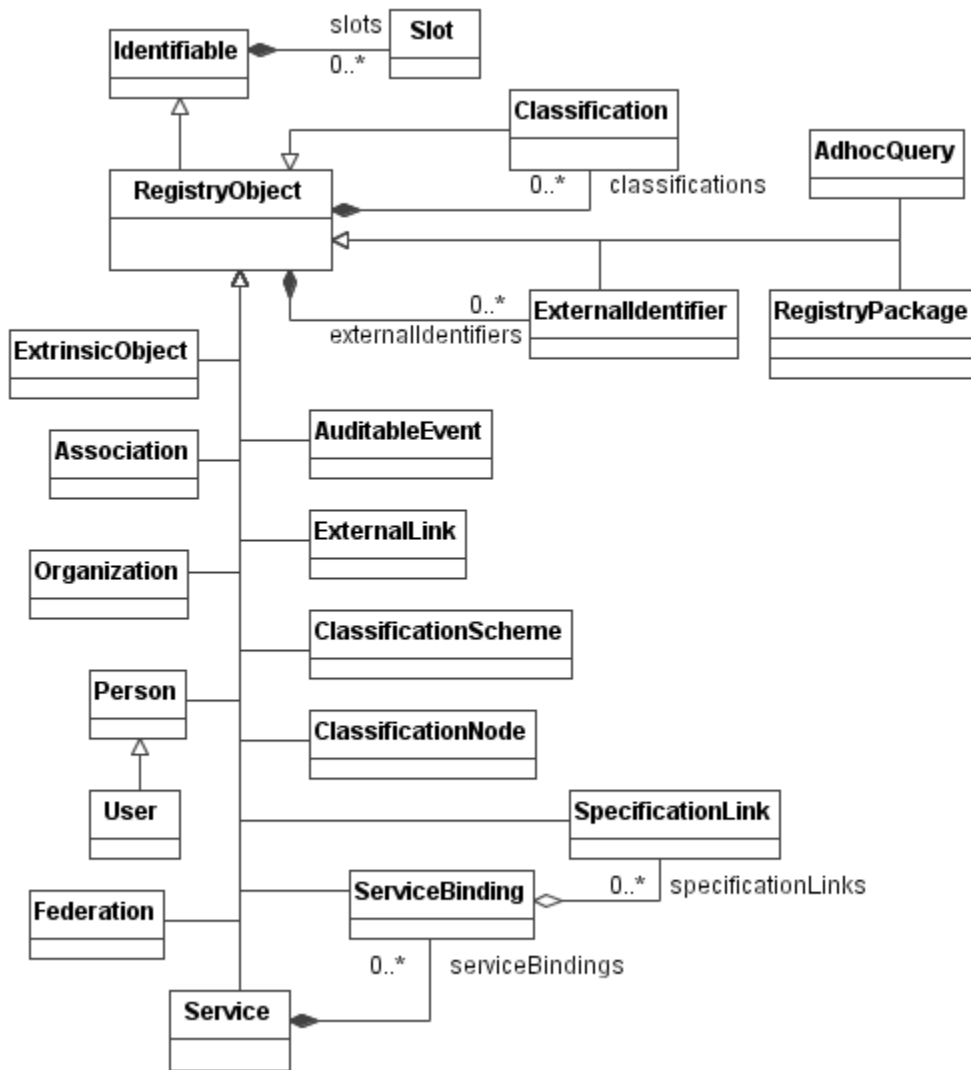 Identifiable
slots
0..*
Slot
Classification
0..*
classifications
AdhocQuery
RegistryObject
0..*
externalIdentifiers
ExternalIdentifier
RegistryPackage
ExtrinsicObject
AuditableEvent
Association
ExternalLink
Organization
ClassificationScheme
Person
ClassificationNode
User
SpecificationLink
ServiceBinding
0..*
specificationLinks
Federation
0..*
serviceBindings
Service